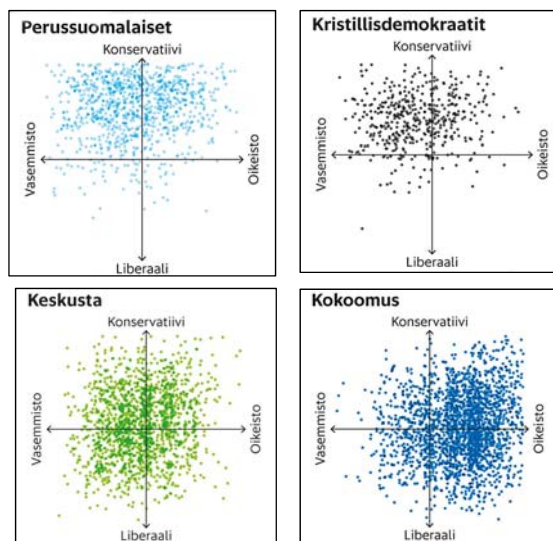 Perussuomalaiset
Konservatiivi
Vasemmisto
Oikeisto
Liberaali
Kristillisdemokraatit
Konservatiivi
Vasemmisto
Oikeisto
Liberaali
Keskusta
Konservatiivi
Vasemmisto
Oikeisto
Liberaali
Kokoomus
Konservatiivi
Vasemmisto
Oikeisto
Liberaali